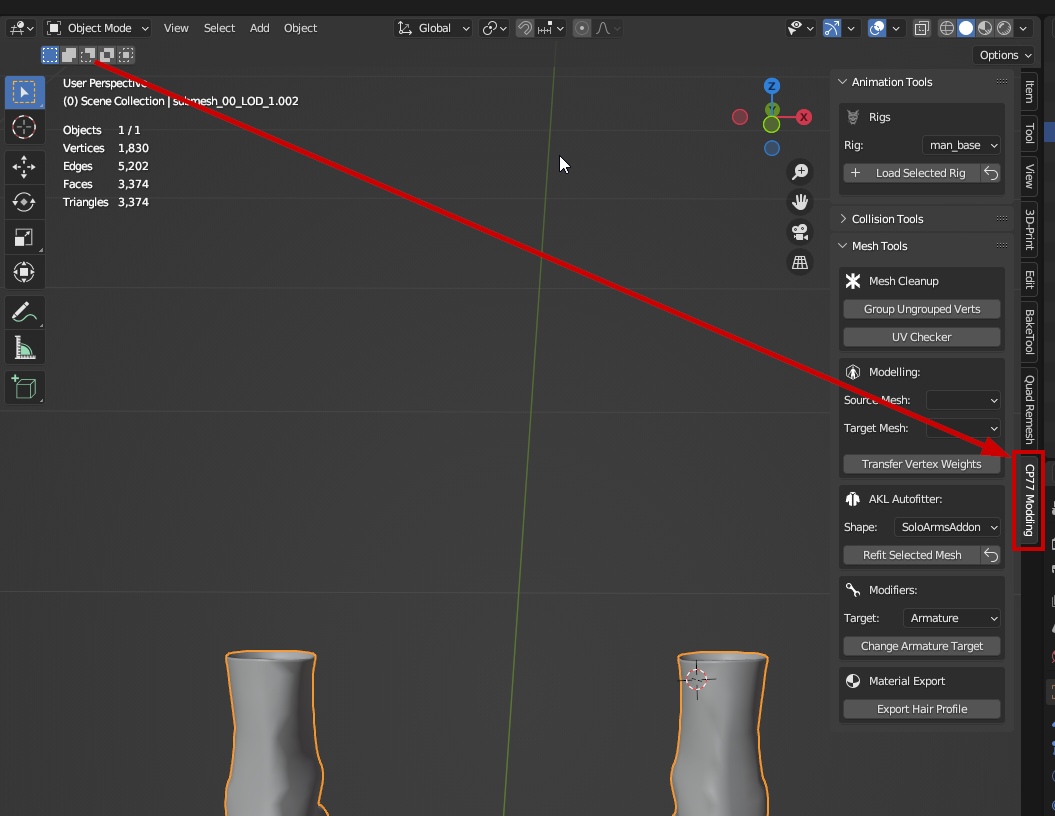 Object Mode View Select Add Object Global
Options
User Perspective
(0) Scene Collection | submesh_00_LOD_1.002
Objects 1 / 1
Vertices 1,830
Edges 5,202
Faces 3,374
Triangles 3,374
Z
Y
X
Animation Tools
Rigs
Rig: man_base
+ Load Selected Rig
Collision Tools
Mesh Tools
Mesh Cleanup
Group Ungrouped Verts
UV Checker
Modelling:
Source Mesh:
Target Mesh:
Transfer Vertex Weights
AKL Autofitter:
Shape: SoloArmsAddon
Refit Selected Mesh
Modifiers:
Target: Armature
Change Armature Target
Material Export
Export Hair Profile
Item
Tool
View
3D-Print
Edit
BakeTool
Quad Remesh
CP77 Modding